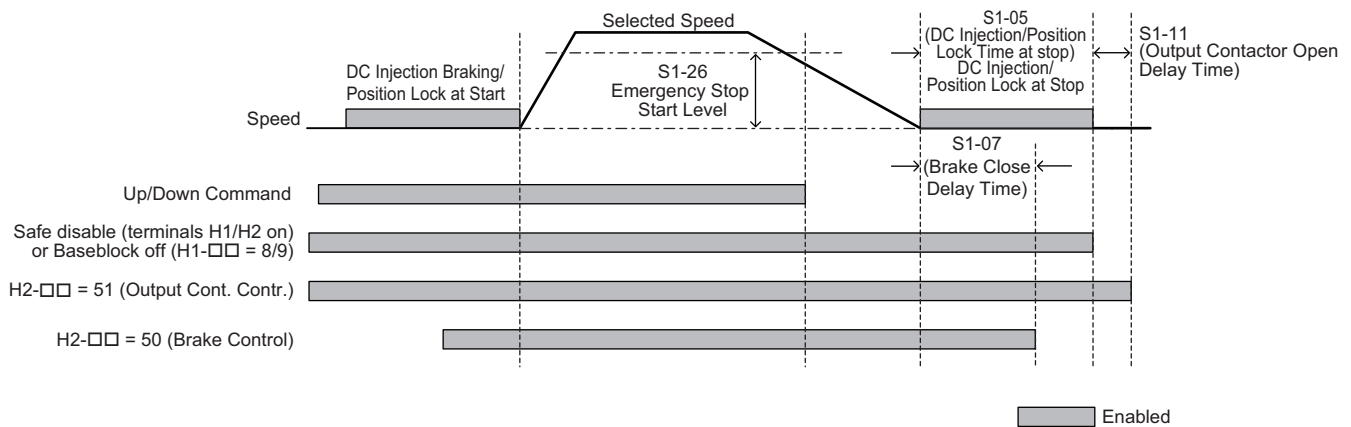 Selected Speed
S1-05
(DC Injection/Position
Lock Time at stop)
DC Injection/
Position Lock at Stop
S1-11
(Output Contactor Open
Delay Time)
DC Injection Braking/
Position Lock at Start
S1-26
Emergency Stop
Start Level
Speed
S1-07
(Brake Close
Delay Time)
Up/Down Command
Safe disable (terminals H1/H2 on)
or Baseblock off (H1-□□ = 8/9)
H2-□□ = 51 (Output Cont. Contr.)
H2-□□ = 50 (Brake Control)
Enabled